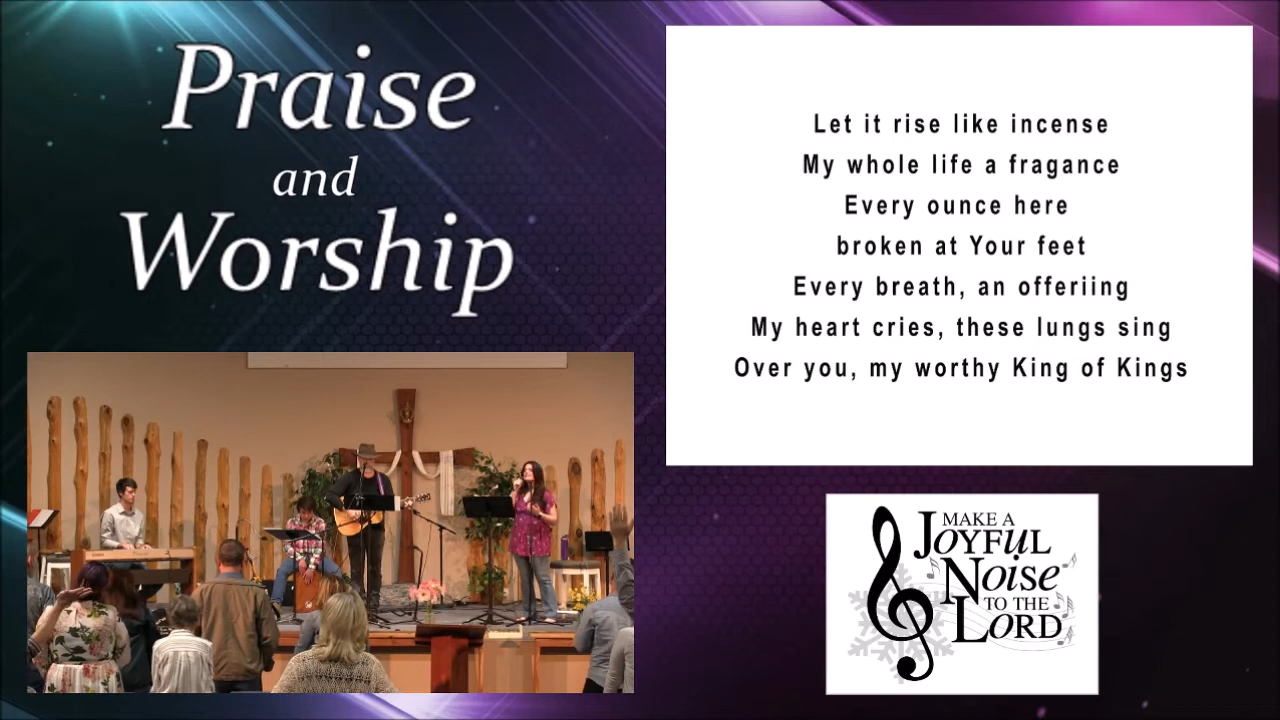 Praise
and
Worship
Let it rise like incense
My whole life a fragance
Every ounce here
broken at Your feet
Every breath, an offeriing
My heart cries, these lungs sing
Over you, my worthy King of Kings
MAKE A
JOYFUL
NOISE
TO THE
LORD